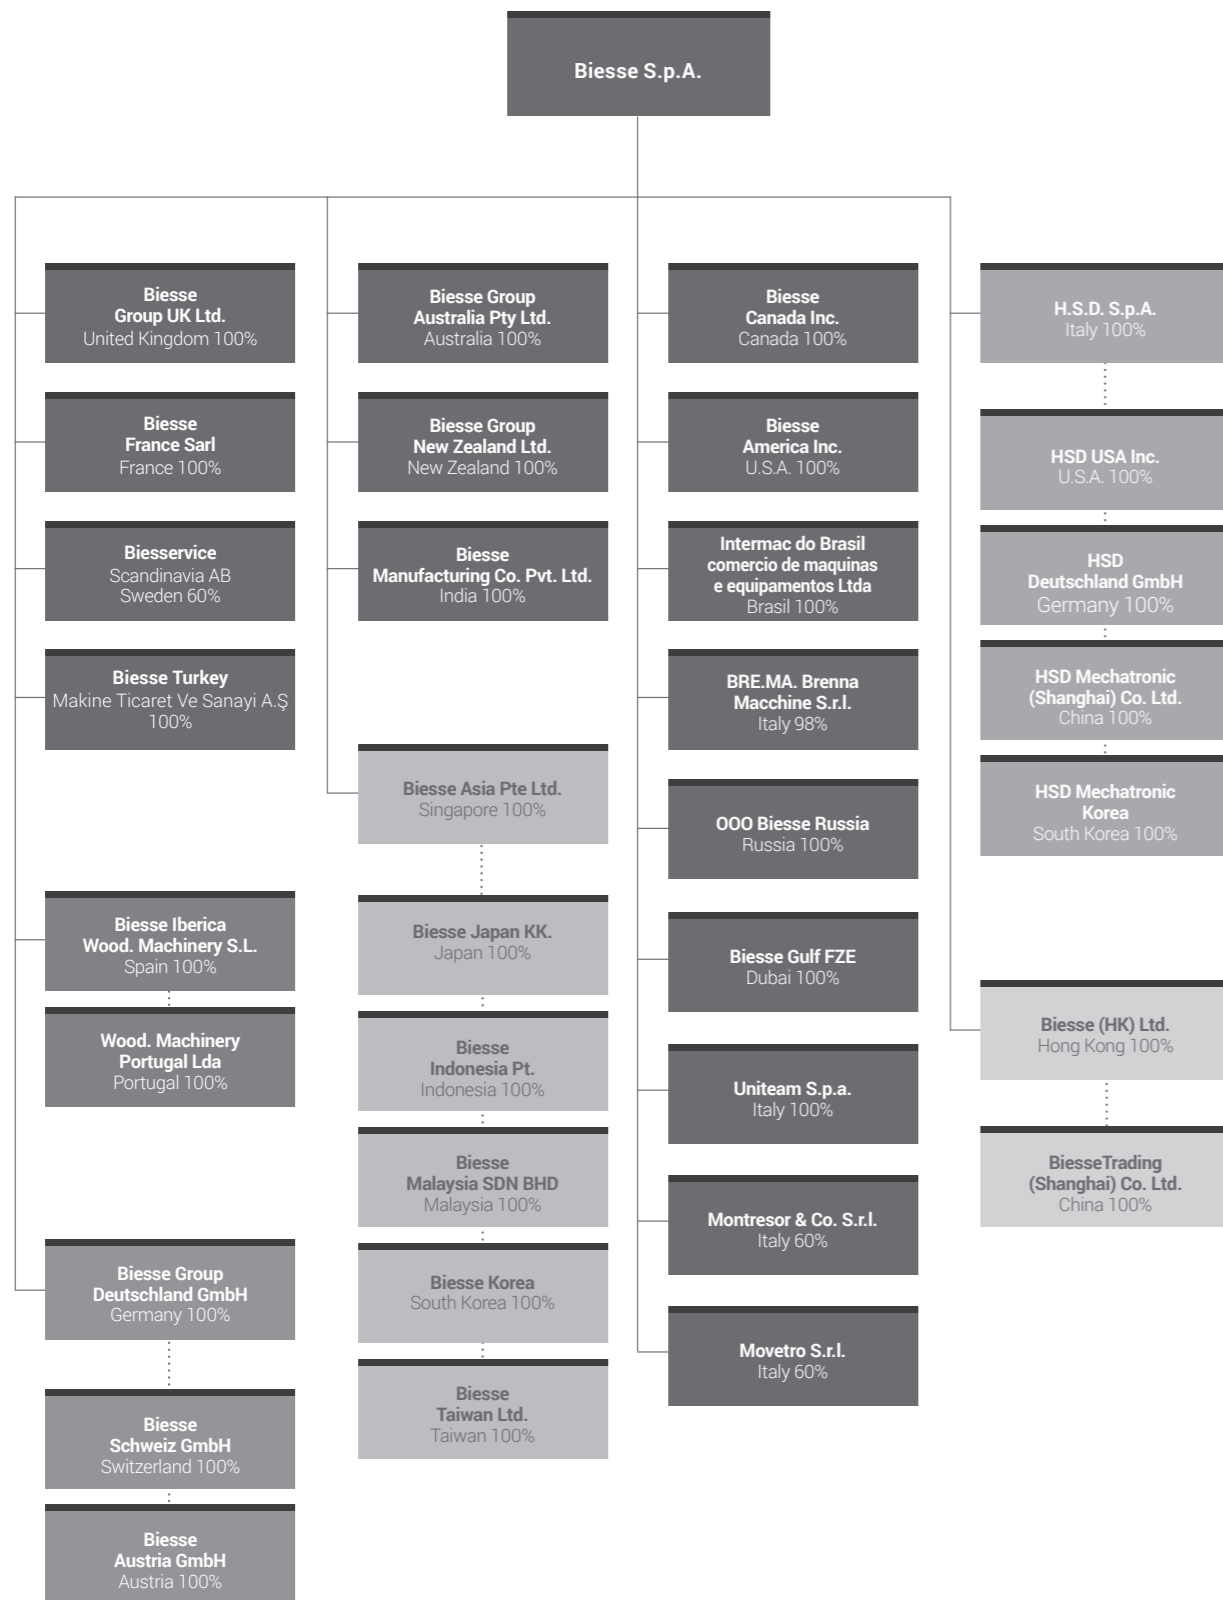 Biesse S.p.A.
Biesse
Group UK Ltd.
United Kingdom 100%
Biesse
France Sarl
France 100%
Biesservice
Scandinavia AB
Sweden 60%
Biesse Turkey
Makine Ticaret Ve Sanayi A.Ş
100%
Biesse Iberica
Wood. Machinery S.L.
Spain 100%
Wood. Machinery
Portugal Lda
Portugal 100%
Biesse Group
Deutschland GmbH
Germany 100%
Biesse
Schweiz GmbH
Switzerland 100%
Biesse
Austria GmbH
Austria 100%
Biesse Group
Australia Pty Ltd.
Australia 100%
Biesse Group
New Zealand Ltd.
New Zealand 100%
Biesse
Manufacturing Co. Pvt. Ltd.
India 100%
Biesse Asia Pte Ltd.
Singapore 100%
Biesse Japan KK.
Japan 100%
Biesse
Indonesia Pt.
Indonesia 100%
Biesse
Malaysia SDN BHD
Malaysia 100%
Biesse Korea
South Korea 100%
Biesse
Taiwan Ltd.
Taiwan 100%
Biesse
Canada Inc.
Canada 100%
Biesse
America Inc.
U.S.A. 100%
Intermac do Brasil
comercio de maquinas
e equipamentos Ltda
Brasil 100%
BRE.MA. Brenna
Macchine S.r.l.
Italy 98%
OOO Biesse Russia
Russia 100%
Biesse Gulf FZE
Dubai 100%
Uniteam S.p.a.
Italy 100%
Montresor & Co. S.r.l.
Italy 60%
Movetro S.r.l.
Italy 60%
H.S.D. S.p.A.
Italy 100%
HSD USA Inc.
U.S.A. 100%
HSD
Deutschland GmbH
Germany 100%
HSD Mechatronic
(Shanghai) Co. Ltd.
China 100%
HSD Mechatronic
Korea
South Korea 100%
Biesse (HK) Ltd.
Hong Kong 100%
BiesseTrading
(Shanghai) Co. Ltd.
China 100%